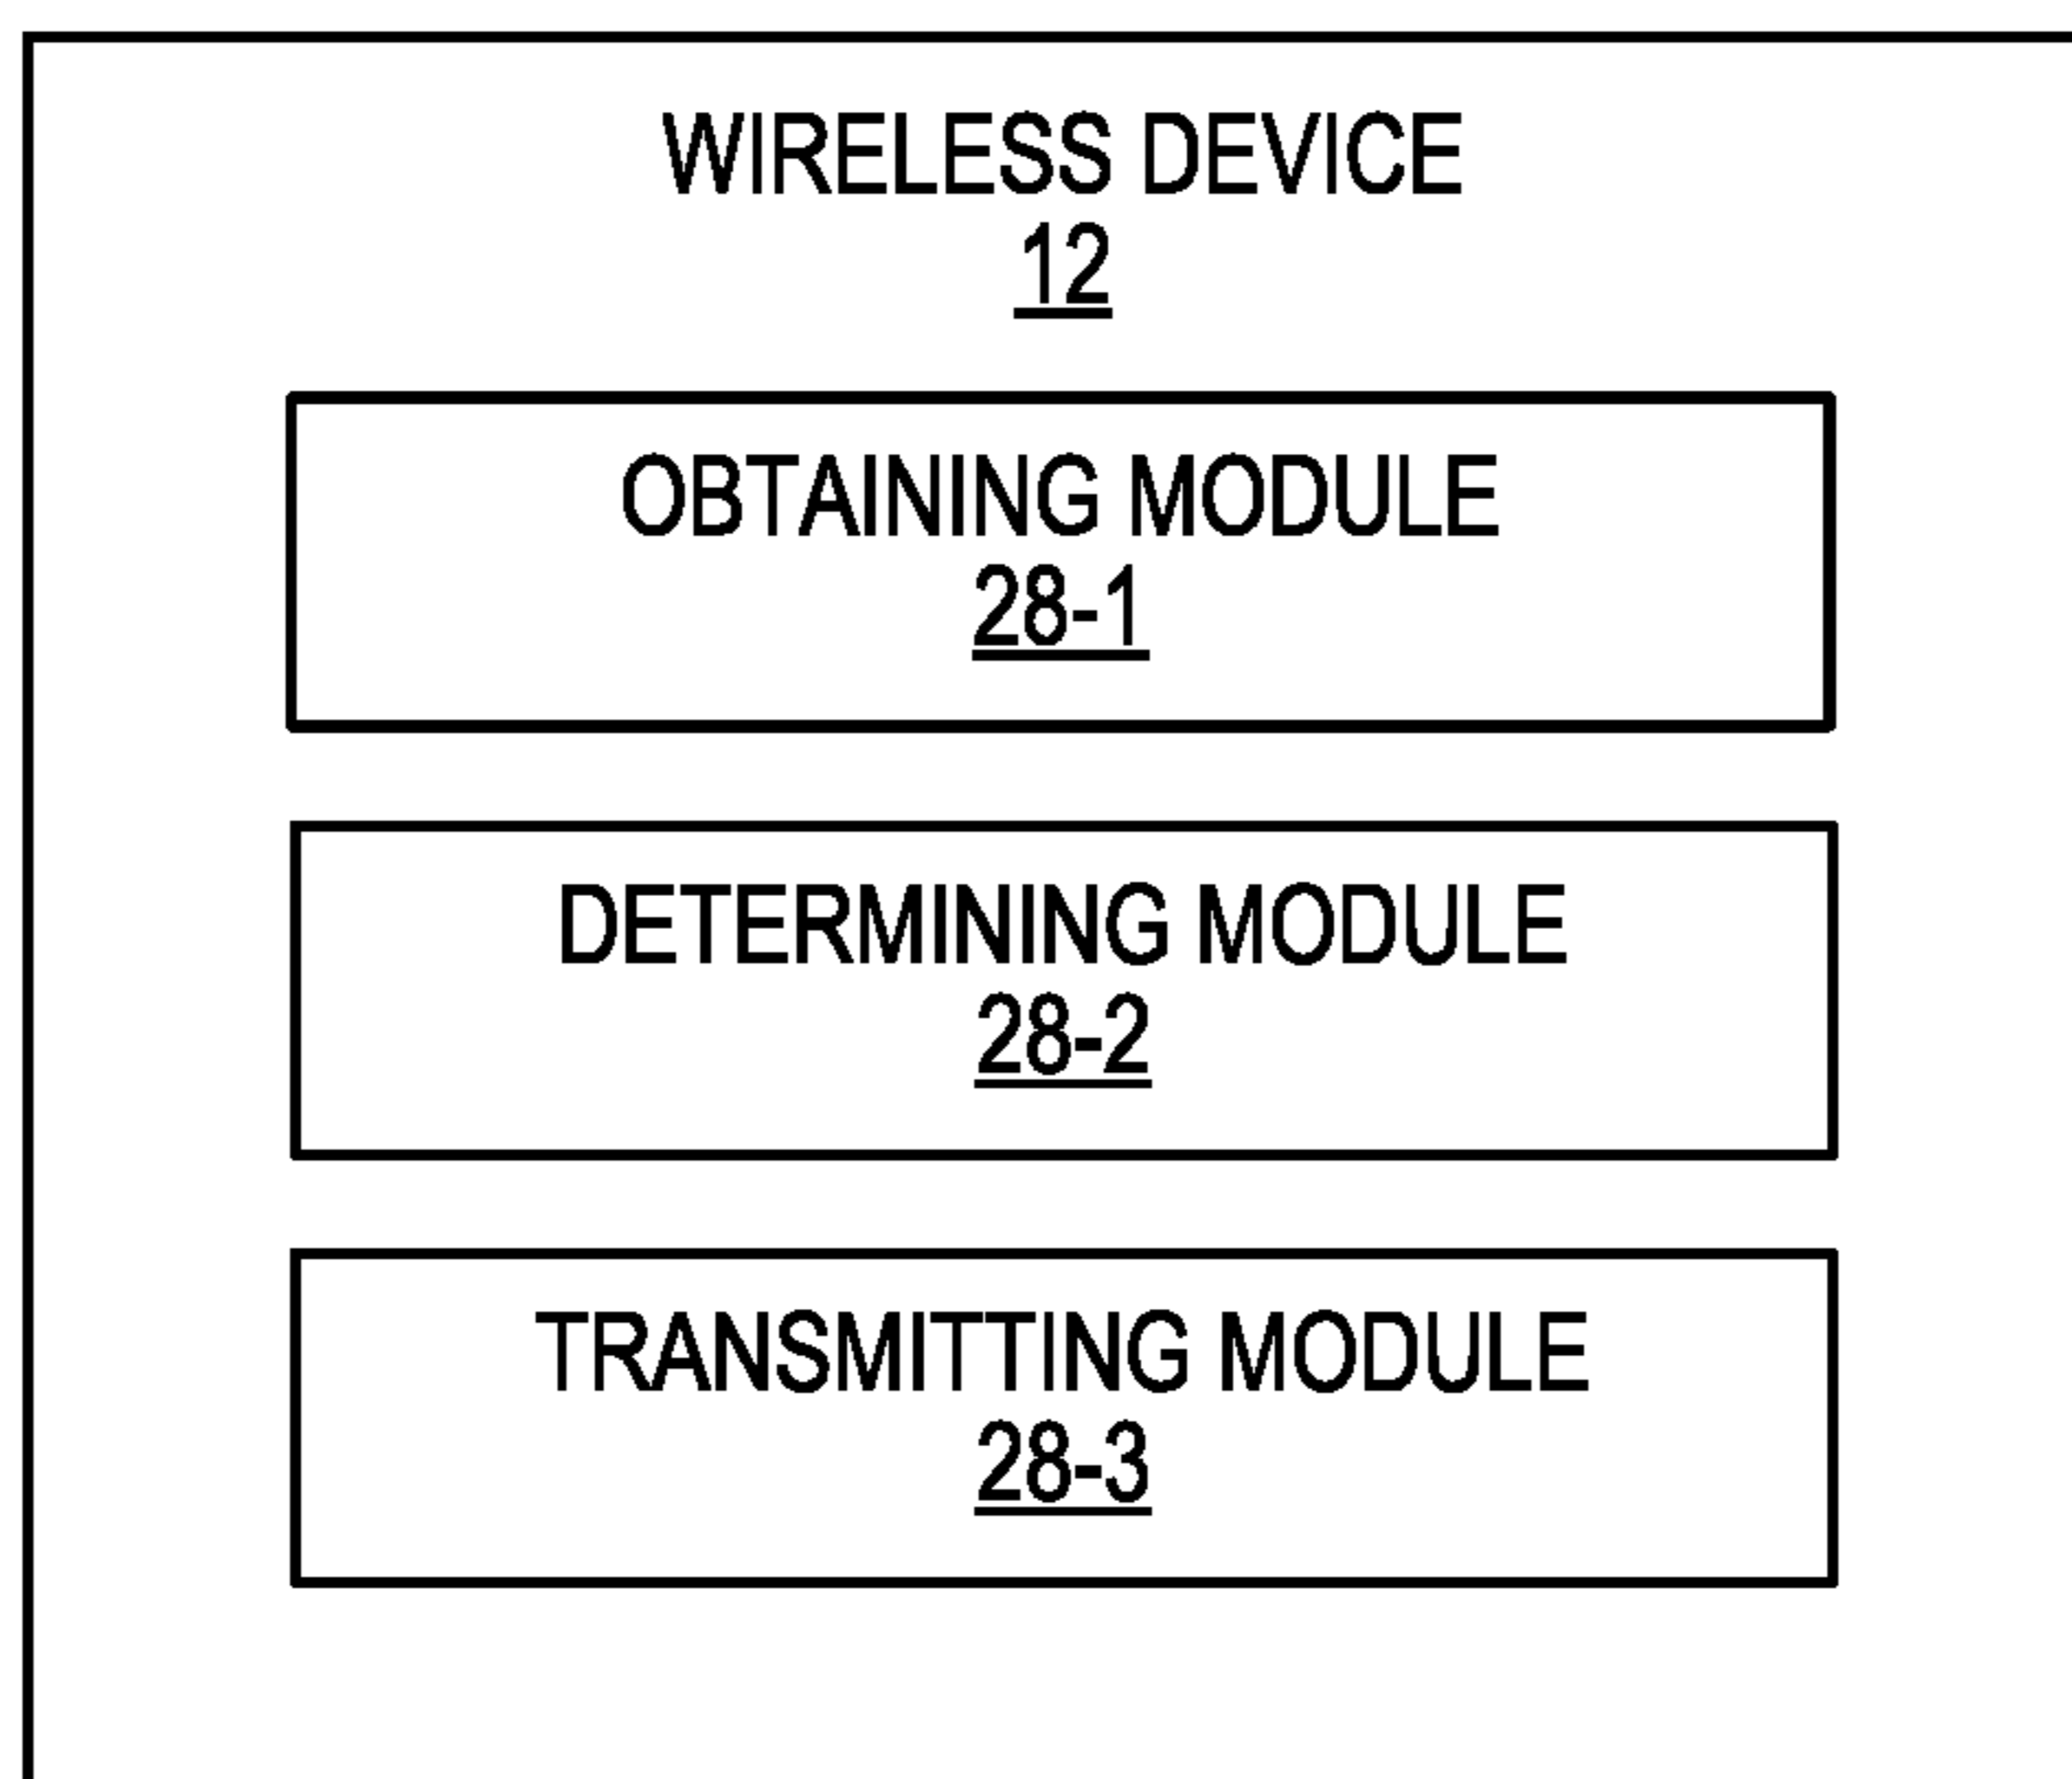 WIRELESS DEVICE
12
OBTAINING MODULE
28-1
DETERMINING MODULE
28-2
TRANSMITTING MODULE
28-3